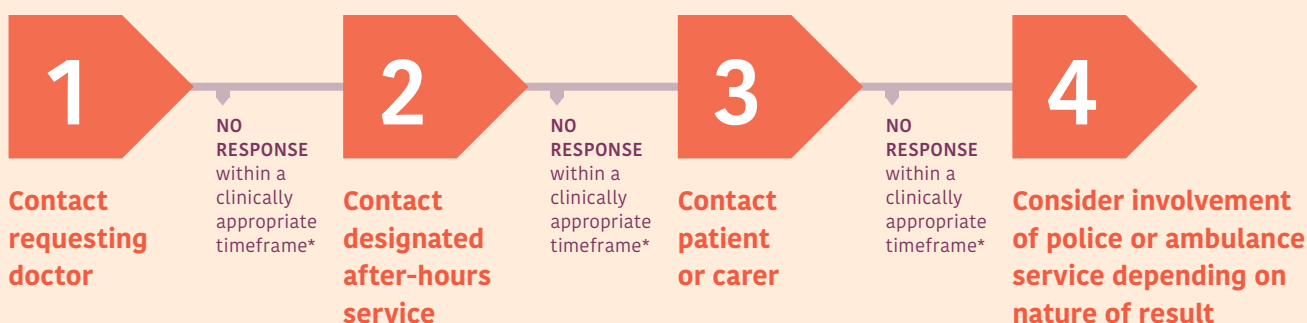 1
NO
RESPONSE
within a
clinically
appropriate
timeframe*
2
NO
RESPONSE
within a
clinically
appropriate
timeframe*
3
NO
RESPONSE
within a
clinically
appropriate
timeframe*
4
Contact
requesting
doctor
Contact
designated
after-hours
service
Contact
patient
or carer
Consider involvement
of police or ambulance
service depending on
nature of result